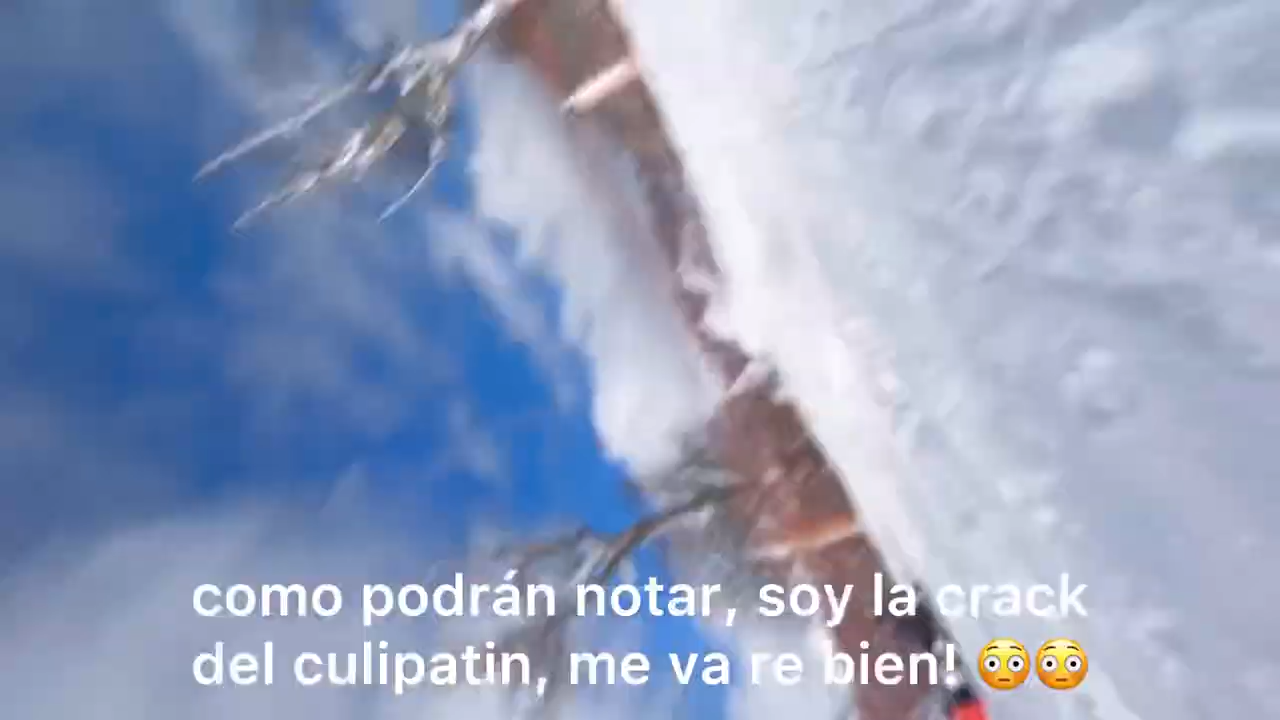 como podrán notar, soy la crack
del culipatin, me va re bien! 😳😳